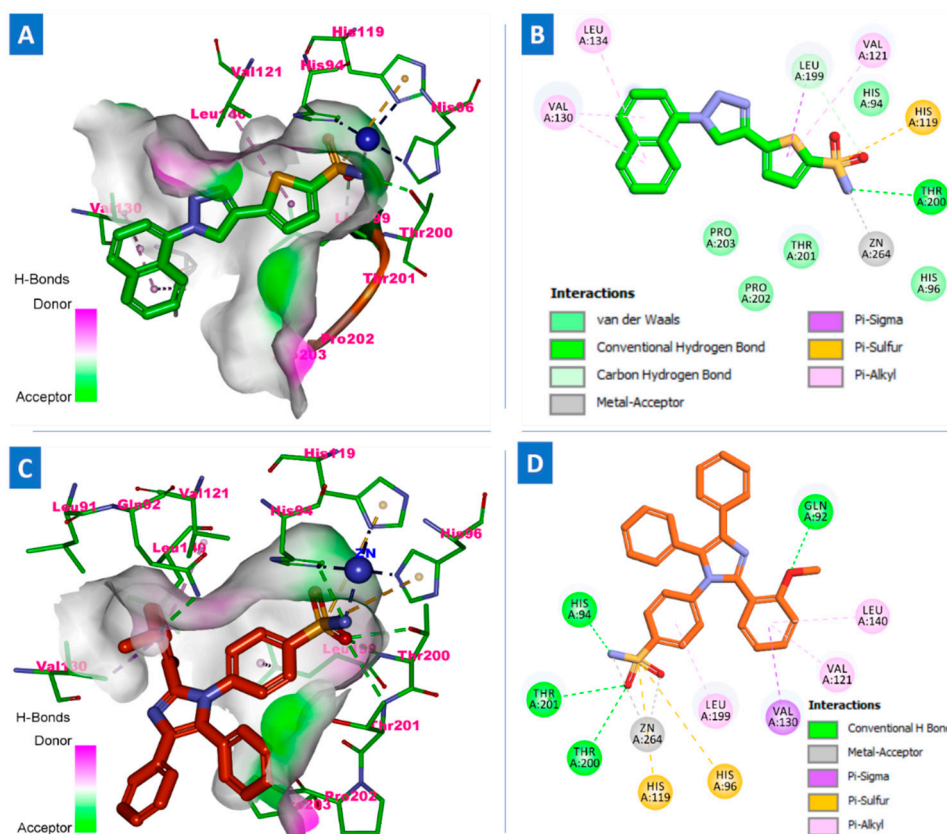 A
His119
His94
Val121
Leu140
His96
Val130
Thr200
Thr201
Pro202
H-Bonds
Donor
Acceptor
B
LEU
A:134
VAL
A:130
LEU
A:199
VAL
A:121
HIS
A:94
HIS
A:119
THR
A:200
ZN
A:264
HIS
A:96
PRO
A:203
THR
A:201
PRO
A:202
Interactions
van der Waals
Conventional Hydrogen Bond
Carbon Hydrogen Bond
Metal-Acceptor
Pi-Sigma
Pi-Sulfur
Pi-Alkyl
C
His119
Leu91
Gln92
Val121
His94
Leu140
ZN
His96
Val130
Thr200
Thr201
Pro202
H-Bonds
Donor
Acceptor
D
GLN
A:92
HIS
A:94
LEU
A:140
VAL
A:121
THR
A:201
LEU
A:199
VAL
A:130
ZN
A:264
THR
A:200
HIS
A:119
HIS
A:96
Interactions
Conventional H Bond
Metal-Acceptor
Pi-Sigma
Pi-Sulfur
Pi-Alkyl